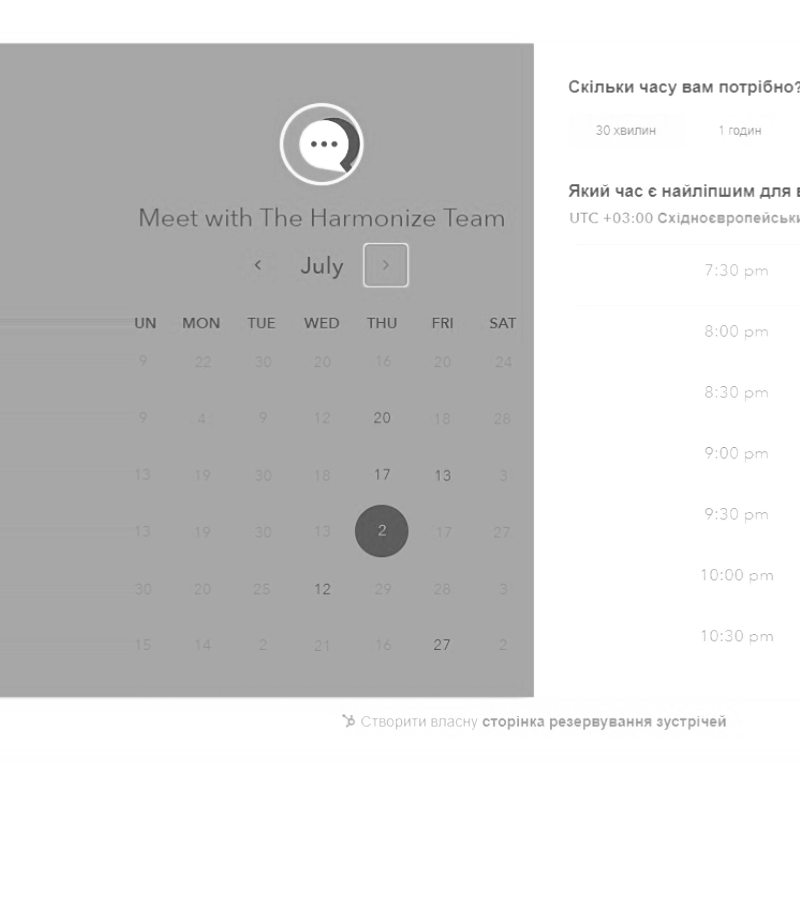 Скільки часу вам потрібно?
30 хвилин 1 годин
Meet with The Harmonize Team
Який час є найліпшим для
UTC +03:00 Східноєвропейськи
July
7:30 pm
UN MON TUE WED THU FRI SAT
8:00 pm
9 22 30 20 16 20 24
8:30 pm
9 4 9 12 20 18 28
9:00 pm
13 19 30 18 17 13 3
9:30 pm
13 19 30 13 2 17 27
10:00 pm
30 20 25 12 29 28 3
10:30 pm
15 14 2 21 16 27 2
Створити власну сторінка резервування зустрічей